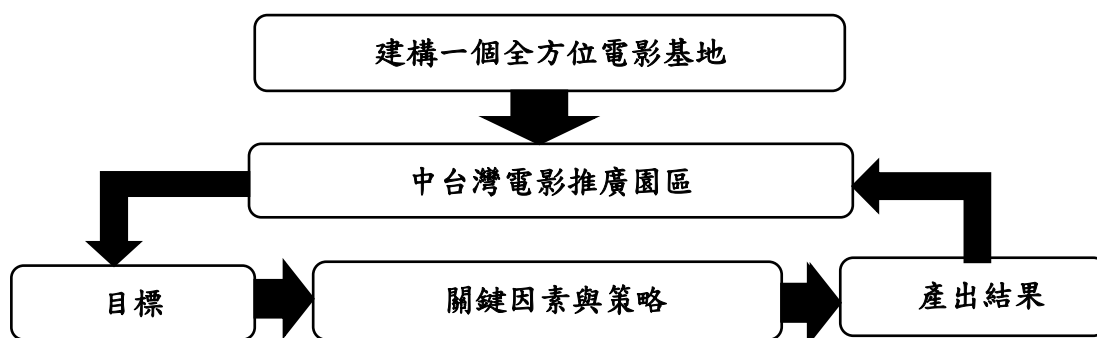 建構一個全方位電影基地
中台灣電影推廣園區
目標
關鍵因素與策略
產出結果